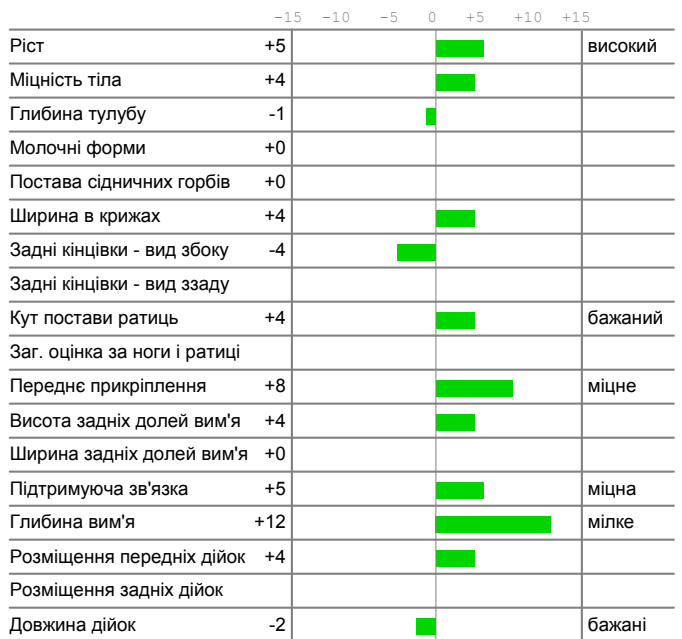 -15 -10 -5 0 +5 +10 +15
Ріст +5 високий
Міцність тіла +4
Глибина тулубу -1
Молочні форми +0
Постава сідничних горбів +0
Ширина в крижах +4
Задні кінцівки - вид збоку -4
Задні кінцівки - вид ззаду
Кут постави ратиць +4 бажаний
Заг. оцінка за ноги і ратиці
Переднє прикріплення +8 міцне
Висота задніх долей вим'я +4
Ширина задніх долей вим'я +0
Підтримуюча зв'язка +5 міцна
Глибина вим'я +12 мілке
Розміщення передніх дійок +4
Розміщення задніх дійок
Довжина дійок -2 бажані